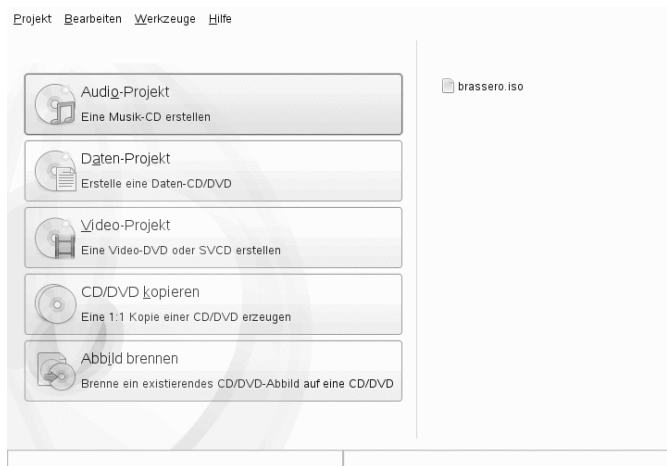 Projekt Bearbeiten Werkzeuge Hilfe
Audio-Projekt
Eine Musik-CD erstellen
Daten-Projekt
Erstelle eine Daten-CD/DVD
Video-Projekt
Eine Video-DVD oder SVCD erstellen
CD/DVD kopieren
Eine 1:1 Kopie einer CD/DVD erzeugen
Abbild brennen
Brenne ein existierendes CD/DVD-Abbild auf eine CD/DVD
brassero.iso